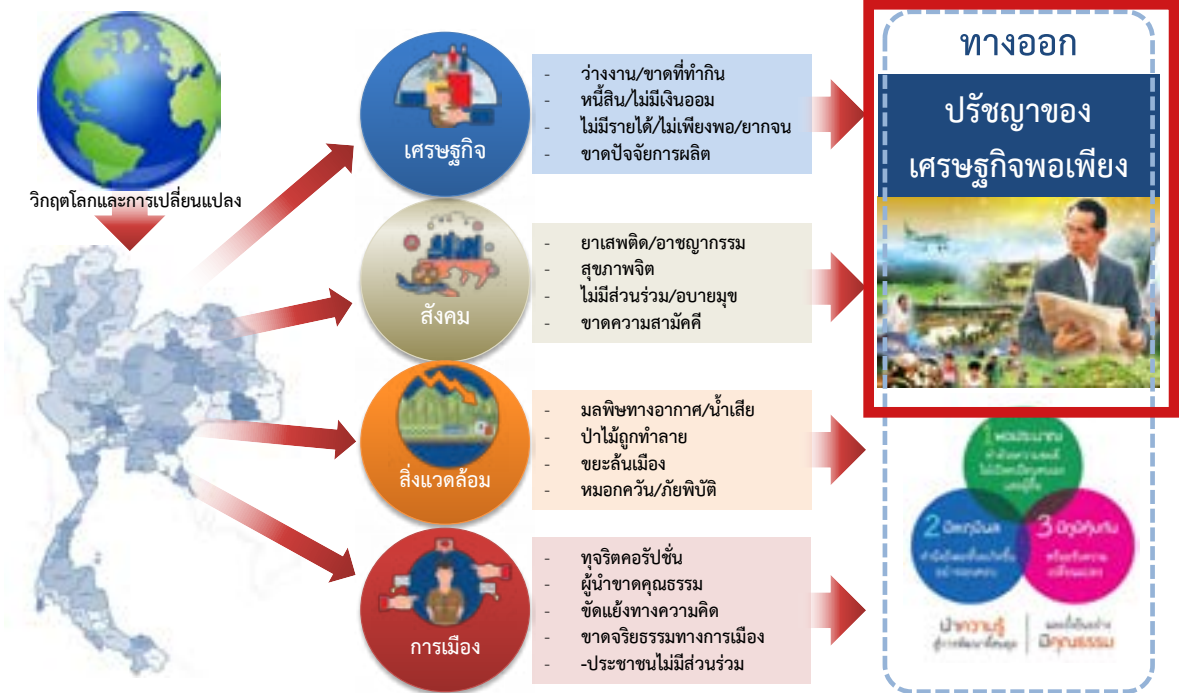 วิกฤตโลกและการเปลี่ยนแปลง
เศรษฐกิจ
- ว่างงาน/ขาดที่ทำกิน
- หนี้สิน/ไม่มีเงินออม
- ไม่มีรายได้/ไม่เพียงพอ/ยากจน
- ขาดปัจจัยการผลิต
สังคม
- ยาเสพติด/อาชญากรรม
- สุขภาพจิต
- ไม่มีส่วนร่วม/อบายมุข
- ขาดความสามัคคี
สิ่งแวดล้อม
- มลพิษทางอากาศ/น้ำเสีย
- ป่าไม้ถูกทำลาย
- ขยะล้นเมือง
- หมอกควัน/ภัยพิบัติ
การเมือง
- ทุจริตคอรัปชั่น
- ผู้นำขาดคุณธรรม
- ขัดแย้งทางความคิด
- ขาดจริยธรรมทางการเมือง
- -ประชาชนไม่มีส่วนร่วม
ทางออก
ปรัชญาของ
เศรษฐกิจพอเพียง
1 พอประมาณ
2 มีเหตุมีผล
3 มีภูมิคุ้มกัน
นำความรู้
มีคุณธรรม